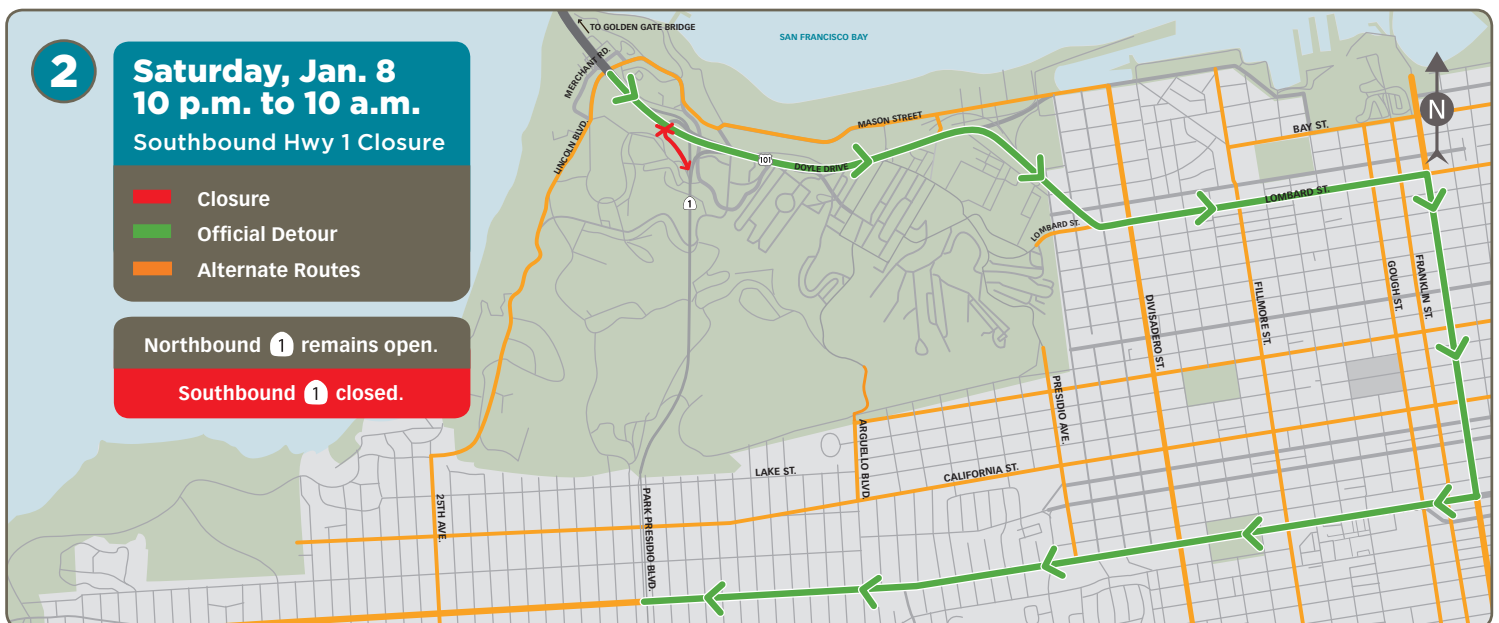 2
Saturday, Jan. 8
10 p.m. to 10 a.m.
Southbound Hwy 1 Closure
Closure
Official Detour
Alternate Routes
Northbound 1 remains open.
Southbound 1 closed.
TO GOLDEN GATE BRIDGE
SAN FRANCISCO BAY
MERCHANT RD.
LINCOLN BLVD.
MASON STREET
101
DOYLE DRIVE
1
N
BAY ST.
LOMBARD ST.
LOMBARD ST.
DIVISADERO ST.
FILLMORE ST.
GOUGH ST.
FRANKLIN ST.
PRESIDIO AVE.
ARGUELLO BLVD.
LAKE ST.
CALIFORNIA ST.
25TH AVE.
PARK PRESIDIO BLVD.